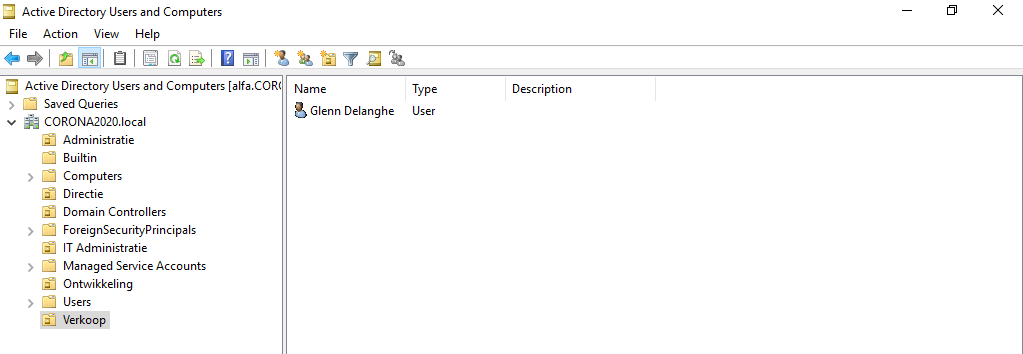 Active Directory Users and Computers
File Action View Help
Active Directory Users and Computers [alfa.COR
Saved Queries
CORONA2020.local
Administratie
Builtin
Computers
Directie
Domain Controllers
ForeignSecurityPrincipals
IT Administratie
Managed Service Accounts
Ontwikkeling
Users
Verkoop
Name Type Description
Glenn Delanghe User